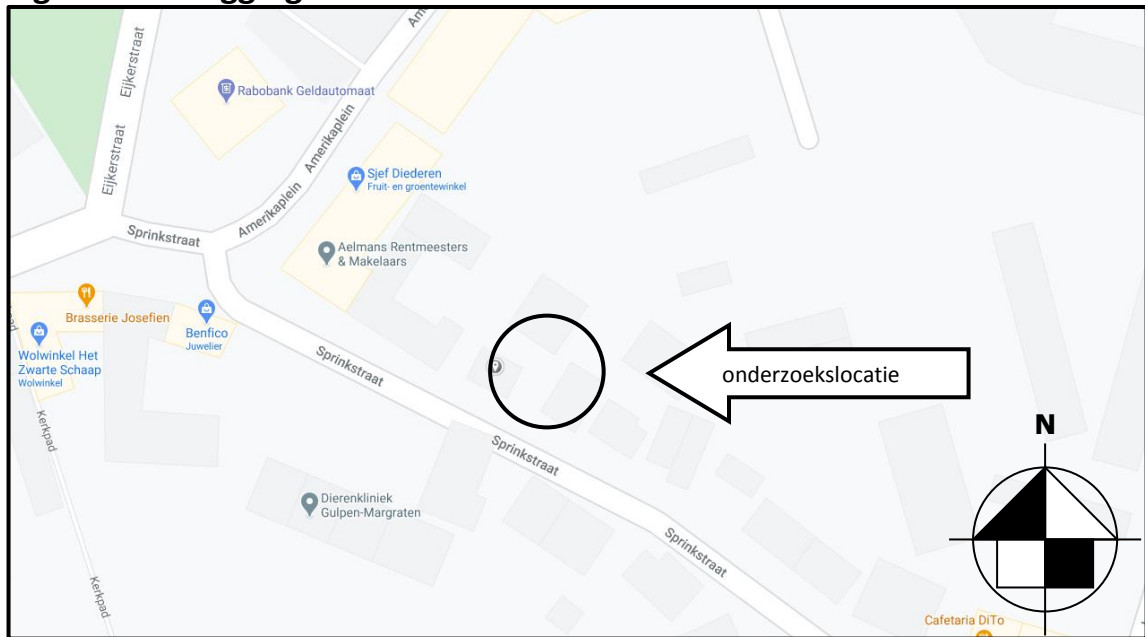 Eijkerstraat
Eijkerstraat
Rabobank Geldautomaat
Amerikaplein
Amerikaplein
Sjef Diederen
Fruit- en groentewinkel
Sprinkstraat
Aelmans Rentmeesters
& Makelaars
Brasserie Josefien
Benfico
Juwelier
Wolwinkel Het
Zwarte Schaap
Wolwinkel
Sprinkstraat
onderzoekslocatie
Kerkpad
N
Sprinkstraat
Dierenkliniek
Gulpen-Margraten
Sprinkstraat
Kerkpad
Cafetaria DiTo